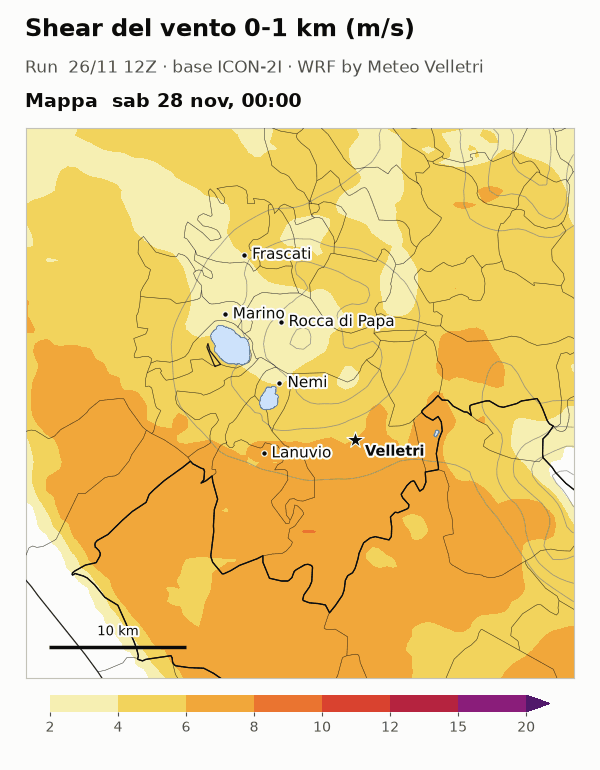 Shear del vento 0-1 km (m/s)
Run  26/11 12Z · base ICON-2I · WRF by Meteo Velletri
Mappa  sab 28 nov, 00:00
Frascati
Marino
Rocca di Papa
Nemi
Velletri
Lanuvio
10 km
2 4 6 8 10 12 15 20